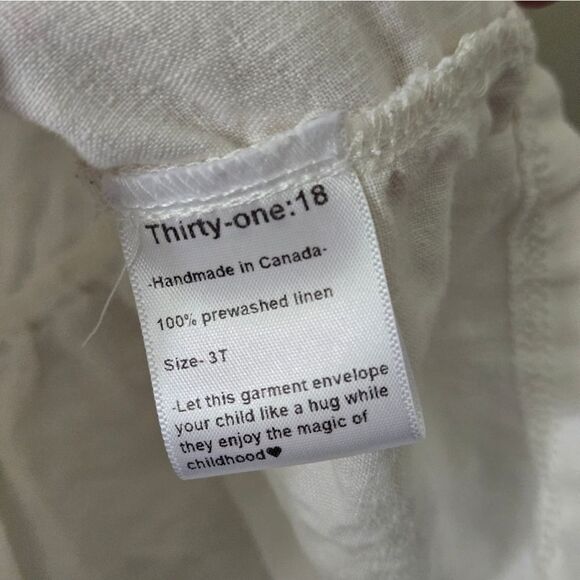 Thirty-one:18
-Handmade in Canada-
100% prewashed linen
Size- 3T
-Let this garment envelope
your child like a hug while
they enjoy the magic of
childhood♥